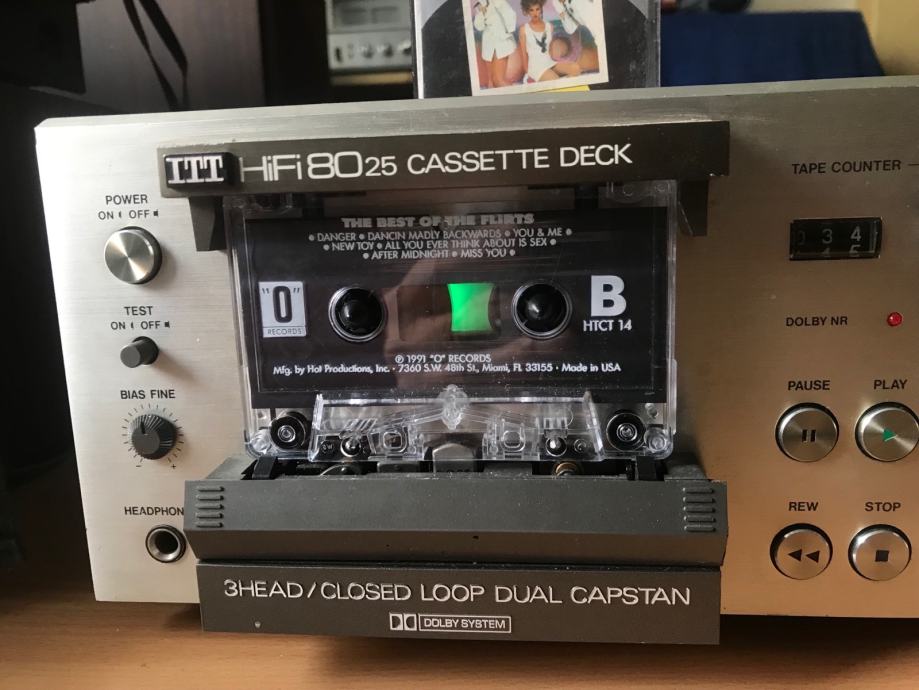 ITT HiFi 8025 CASSETTE DECK
TAPE COUNTER
POWER
ON OFF
THE BEST OF THE FLIRTS
• DANGER • DANCIN MADLY BACKWARDS • YOU & ME •
• NEW TOY • ALL YOU EVER THINK ABOUT IS SEX •
• AFTER MIDNIGHT • MISS YOU •
3 4
"O"
RECORDS
B
HTCT 14
TEST
ON OFF
DOLBY NR
℗ 1991 "O" RECORDS
Mfg. by Hot Productions, Inc. · 7360 S.W. 48th St., Miami, FL 33155 · Made in USA
BIAS FINE
- +
PAUSE
PLAY
HEADPHON
REW
STOP
3HEAD/CLOSED LOOP DUAL CAPSTAN
DOLBY SYSTEM